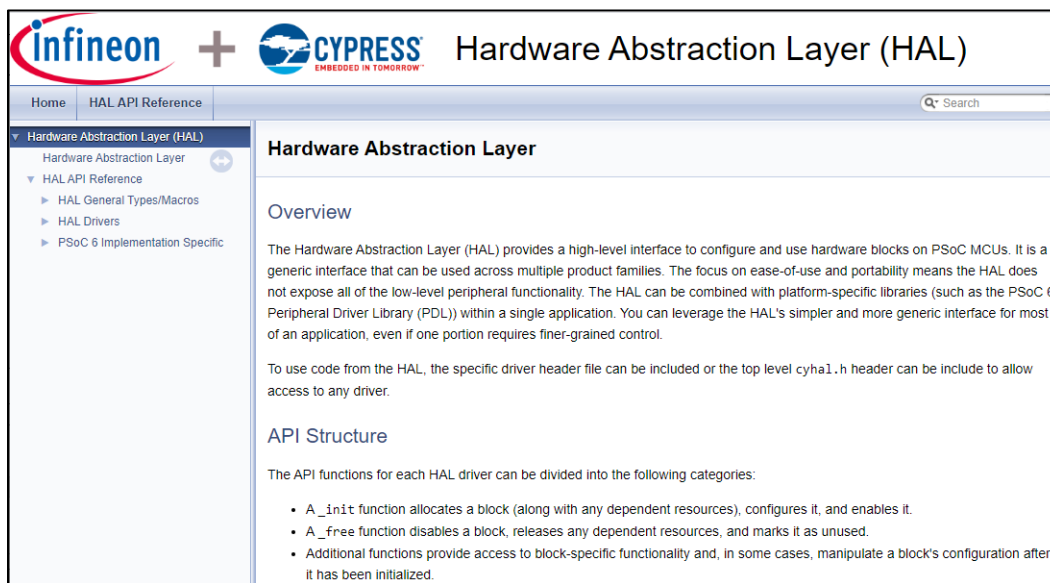 infineon + CYPRESS Hardware Abstraction Layer (HAL)
EMBEDDED IN TOMORROW™
Home HAL API Reference Search
Hardware Abstraction Layer (HAL)
Hardware Abstraction Layer
HAL API Reference
HAL General Types/Macros
HAL Drivers
PSoC 6 Implementation Specific
Hardware Abstraction Layer
Overview
The Hardware Abstraction Layer (HAL) provides a high-level interface to configure and use hardware blocks on PSoC MCUs. It is a
generic interface that can be used across multiple product families. The focus on ease-of-use and portability means the HAL does
not expose all of the low-level peripheral functionality. The HAL can be combined with platform-specific libraries (such as the PSoC 6
Peripheral Driver Library (PDL)) within a single application. You can leverage the HAL's simpler and more generic interface for most
of an application, even if one portion requires finer-grained control.
To use code from the HAL, the specific driver header file can be included or the top level cyhal.h header can be include to allow
access to any driver.
API Structure
The API functions for each HAL driver can be divided into the following categories:
• A _init function allocates a block (along with any dependent resources), configures it, and enables it.
• A _free function disables a block, releases any dependent resources, and marks it as unused.
• Additional functions provide access to block-specific functionality and, in some cases, manipulate a block's configuration after
it has been initialized.